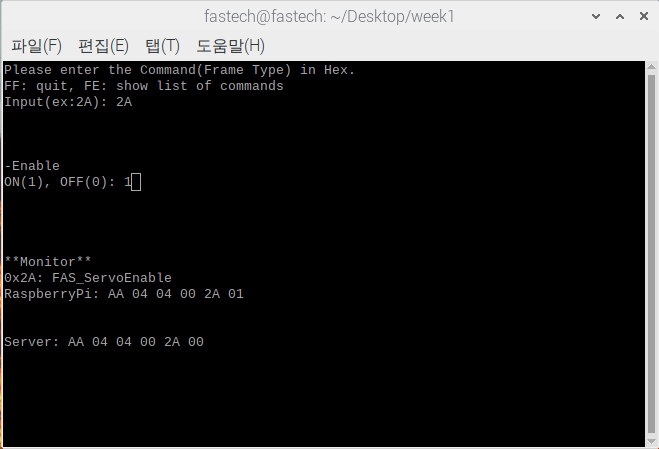 fastech@fastech: ~/Desktop/week1
파일(F) 편집(E) 탭(T) 도움말(H)
Please enter the Command(Frame Type) in Hex.
FF: quit, FE: show list of commands
Input(ex:2A): 2A
-Enable
ON(1), OFF(0): 1
**Monitor**
0x2A: FAS_ServoEnable
RaspberryPi: AA 04 04 00 2A 01
Server: AA 04 04 00 2A 00